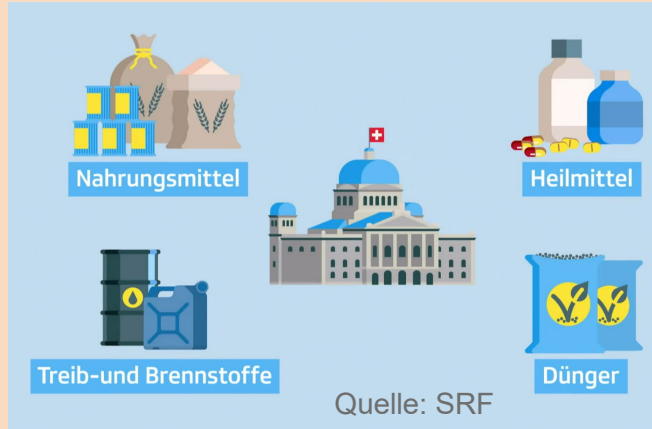 Nahrungsmittel
Heilmittel
Treib-und Brennstoffe
Dünger
Quelle: SRF